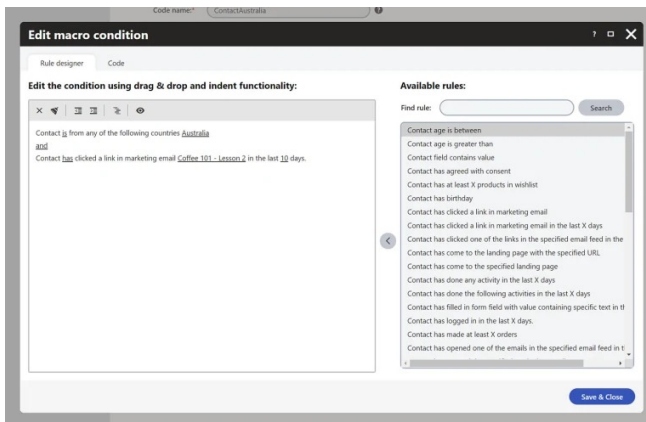 Code name:* ContactAustralia
Edit macro condition
Rule designer Code
Edit the condition using drag & drop and indent functionality:
Available rules:
Find rule: Search
Contact is from any of the following countries Australia
and
Contact has clicked a link in marketing email Coffee 101 - Lesson 2 in the last 10 days.
Contact age is between
Contact age is greater than
Contact field contains value
Contact has agreed with consent
Contact has at least X products in wishlist
Contact has birthday
Contact has clicked a link in marketing email
Contact has clicked a link in marketing email in the last X days
Contact has clicked one of the links in the specified email feed in the
Contact has come to the landing page with the specified URL
Contact has come to the specified landing page
Contact has done any activity in the last X days
Contact has done the following activities in the last X days
Contact has filled in form field with value containing specific text in th
Contact has logged in in the last X days.
Contact has made at least X orders
Contact has opened one of the emails in the specified email feed in t
Save & Close